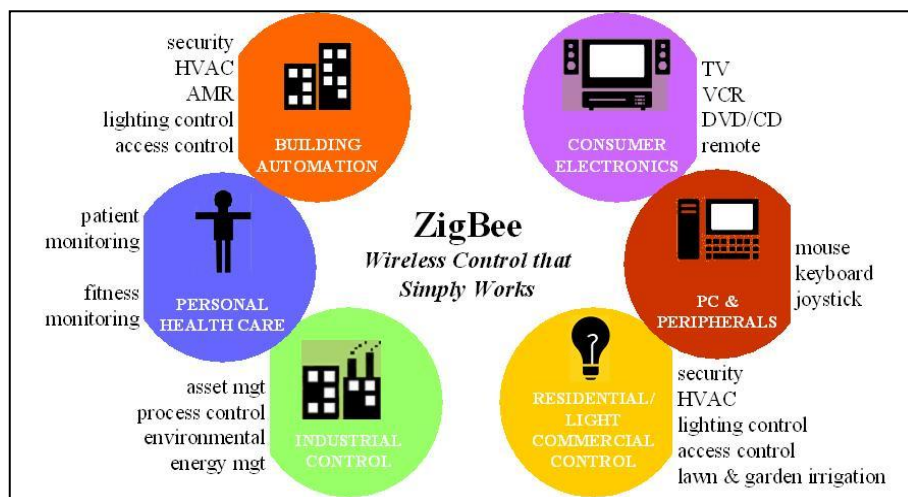 security
HVAC
AMR
lighting control
access control
BUILDING
AUTOMATION
TV
VCR
DVD/CD
remote
CONSUMER
ELECTRONICS
patient
monitoring
fitness
monitoring
PERSONAL
HEALTH CARE
ZigBee
Wireless Control that
Simply Works
mouse
keyboard
joystick
PC &
PERIPHERALS
asset mgt
process control
environmental
energy mgt
INDUSTRIAL
CONTROL
?
RESIDENTIAL/
LIGHT
COMMERCIAL
CONTROL
security
HVAC
lighting control
access control
lawn & garden irrigation